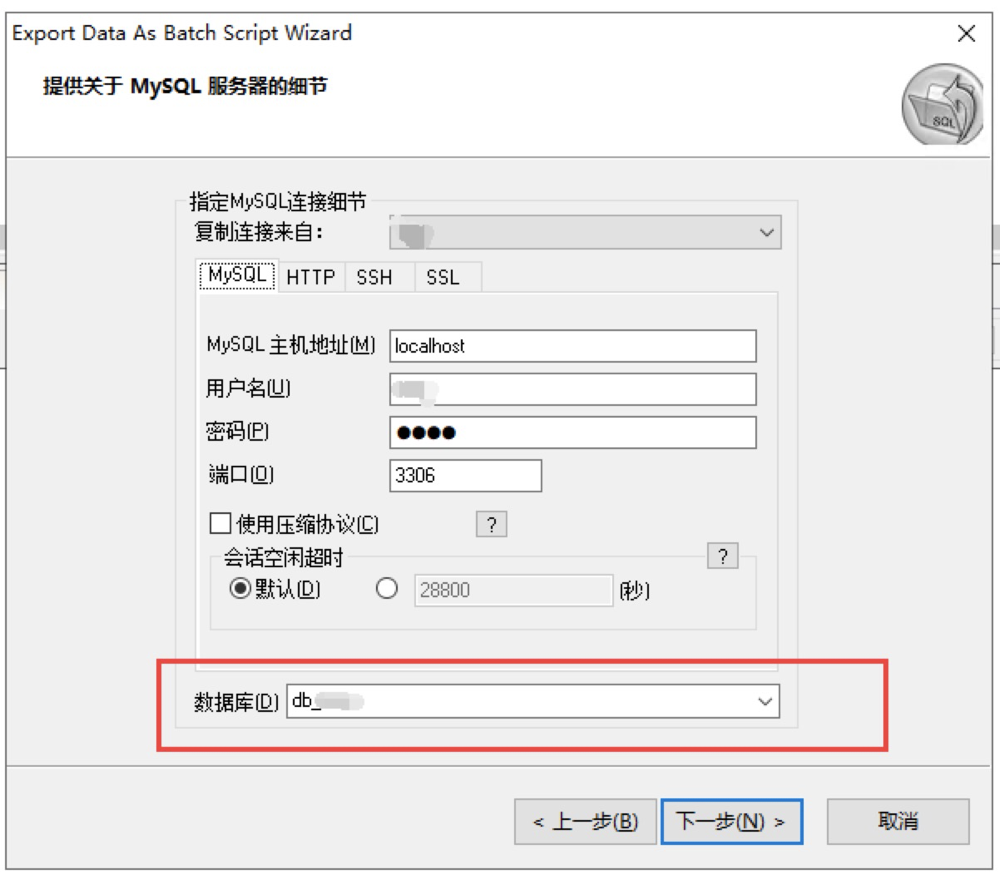 Export Data As Batch Script Wizard
提供关于 MySQL 服务器的细节
SQL
指定MySQL连接细节
复制连接来自:
MySQL HTTP SSH SSL
MySQL 主机地址(M) localhost
用户名(U)
密码(P) ●●●●
端口(O) 3306
使用压缩协议(C) ?
会话空闲超时 ?
默认(D) 28800 (秒)
数据库(D) db_
< 上一步(B) 下一步(N) > 取消